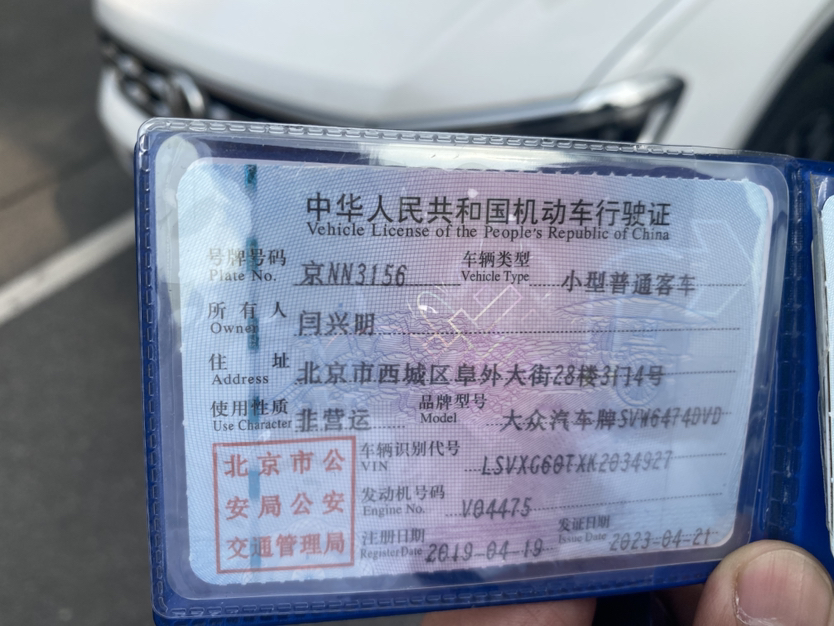 中华人民共和国机动车行驶证
Vehicle License of the People's Republic of China
号牌号码 京NN3156 车辆类型 小型普通客车
Plate No. Vehicle Type
所有人 闫兴明
Owner
住址 北京市西城区阜外大街28楼3门14号
Address
使用性质 非营运 品牌型号 大众汽车牌SVW6474DVD
Use Character Model
北京市公
安局公安
交通管理局
车辆识别代号 LSVXG60TXK2034927
VIN
发动机号码 V04475
Engine No.
注册日期 2019-04-19 发证日期 2023-04-21
Register Date Issue Date